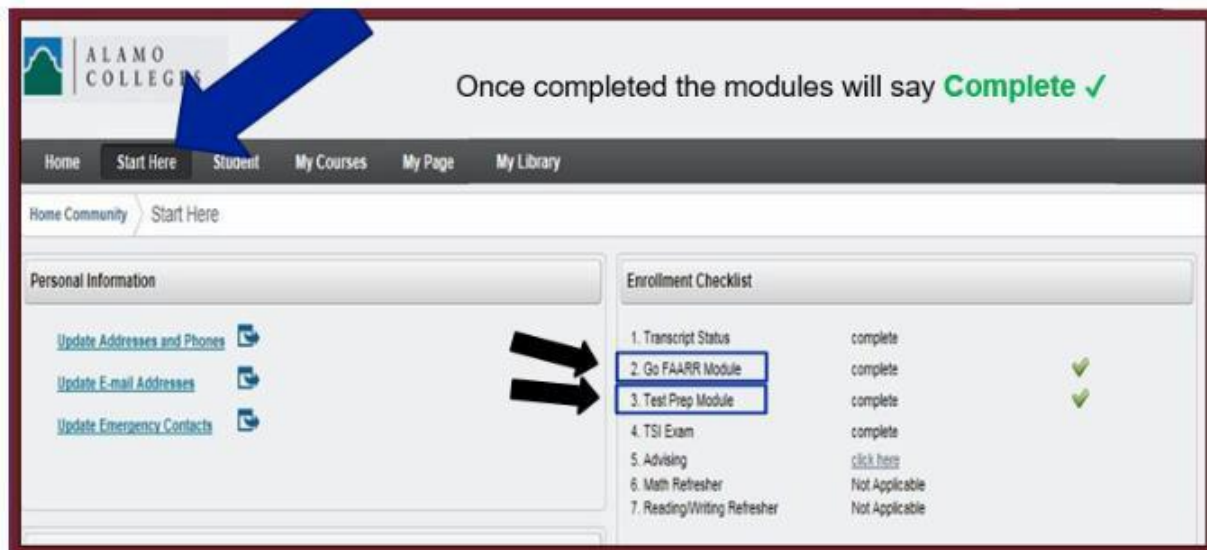 ALAMO
COLLEGES
Once completed the modules will say Complete ✓
Home Start Here Student My Courses My Page My Library
Home Community Start Here
Personal Information
Update Addresses and Phones
Update E-mail Addresses
Update Emergency Contacts
Enrollment Checklist
1. Transcript Status complete
2. Go FAARR Module complete
3. Test Prep Module complete
4. TSI Exam complete
5. Advising click here
6. Math Refresher Not Applicable
7. Reading/Writing Refresher Not Applicable